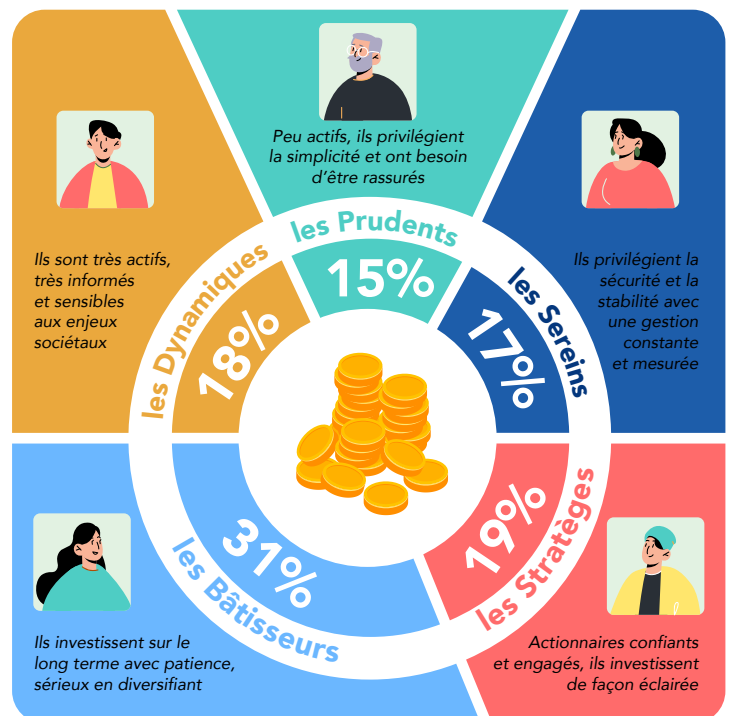 Peu actifs, ils privilégient
la simplicité et ont besoin
d'être rassurés
les Prudents
15%
Ils sont très actifs,
très informés
et sensibles
aux enjeux
sociétaux
les Dynamiques
18%
Ils privilégient la
sécurité et la
stabilité avec
une gestion
constante
et mesurée
les Sereins
17%
Ils investissent sur le
long terme avec patience,
sérieux en diversifiant
les Bâtisseurs
31%
Actionnaires confiants
et engagés, ils investissent
de façon éclairée
les Stratèges
19%